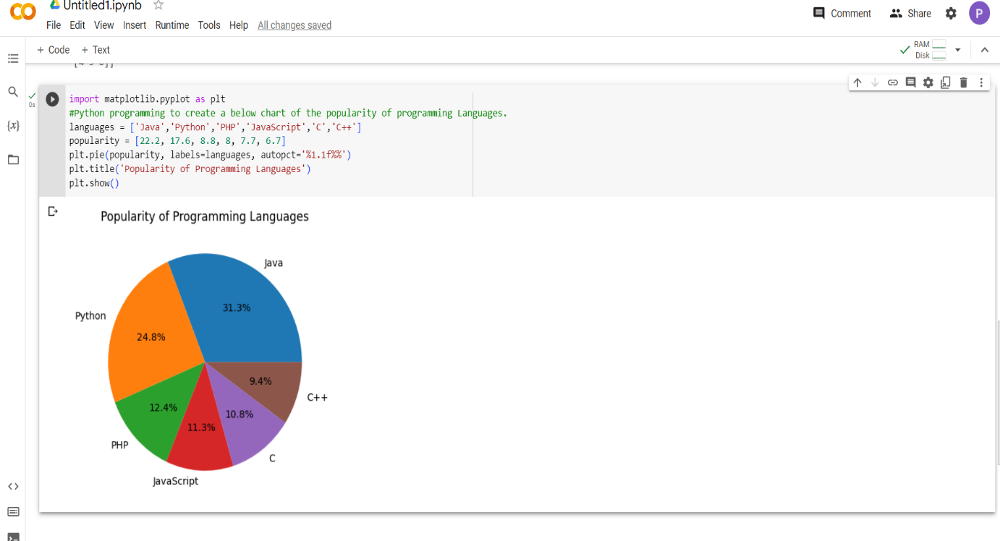 CO
Untitled1.ipynb
Comment
Share
P
File Edit View Insert Runtime Tools Help All changes saved
+ Code + Text
RAM
Disk
0s
{x}
import matplotlib.pyplot as plt
#Python programming to create a below chart of the popularity of programming Languages.
languages = ['Java','Python','PHP','JavaScript','C','C++']
popularity = [22.2, 17.6, 8.8, 8, 7.7, 6.7]
plt.pie(popularity, labels=languages, autopct='%1.1f%%')
plt.title('Popularity of Programming Languages')
plt.show()
Popularity of Programming Languages
Java
31.3%
Python
24.8%
9.4%
C++
12.4%
10.8%
11.3%
PHP
C
JavaScript